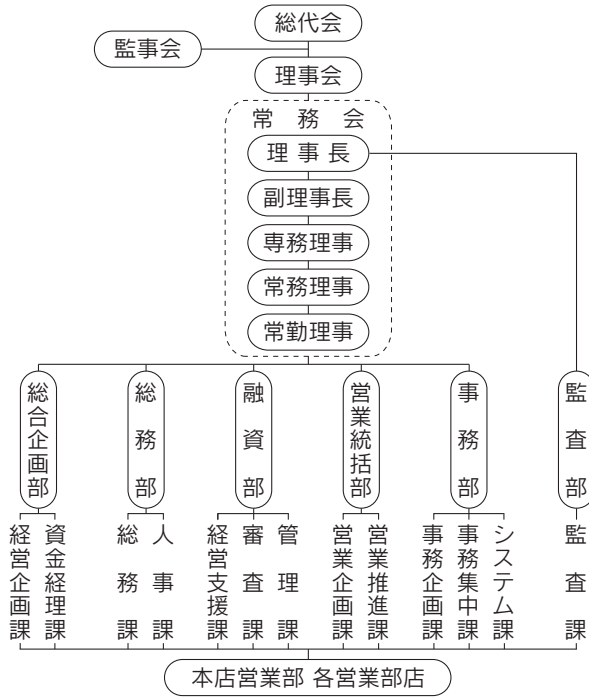 総代会
監事会
理事会
常務会
理事長
副理事長
専務理事
常務理事
常勤理事
総合企画部
総務部
融資部
営業統括部
事務部
監査部
経営企画課
資金経理課
総務課
人事課
経営支援課
審査課
管理課
営業企画課
営業推進課
事務企画課
事務集中課
システム課
監査課
本店営業部 各営業部店